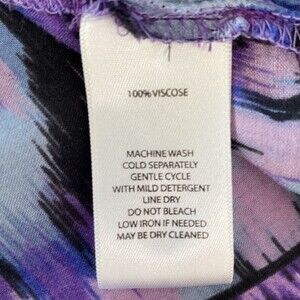 100% VISCOSE
MACHINE WASH
COLD SEPARATELY
GENTLE CYCLE
WITH MILD DETERGENT
LINE DRY
DO NOT BLEACH
LOW IRON IF NEEDED
MAY BE DRY CLEANED